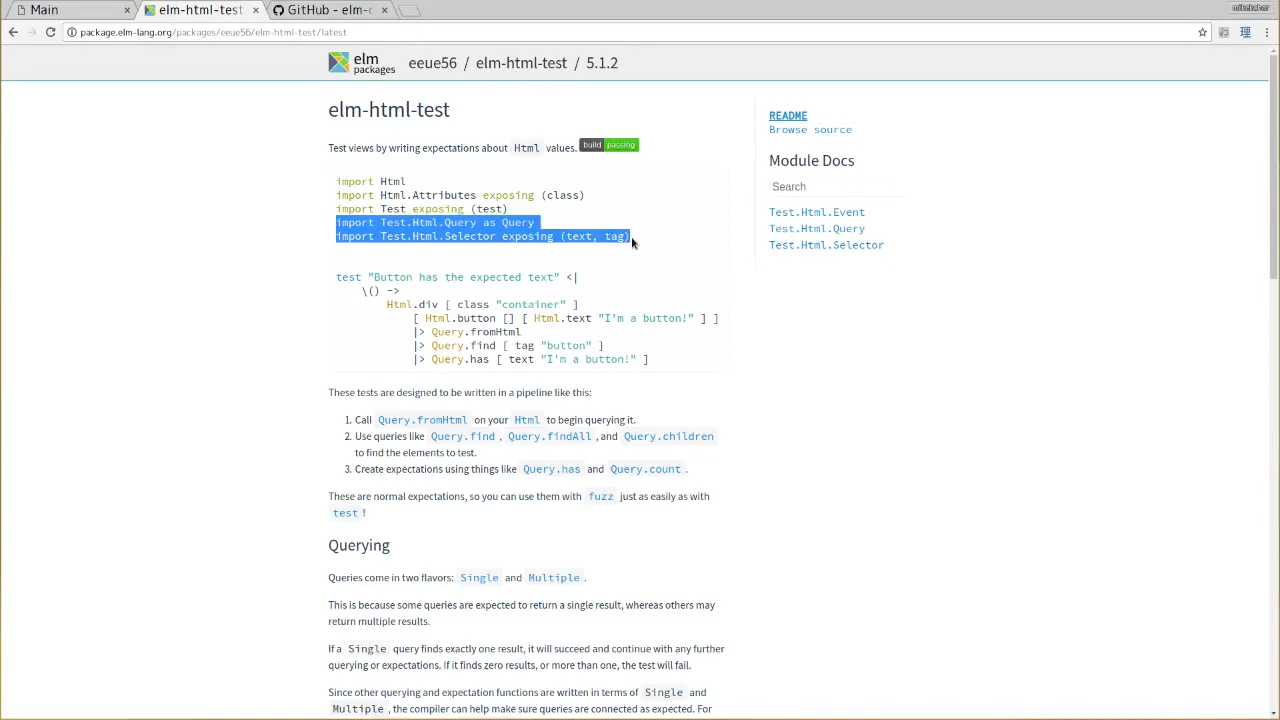 Main
elm-html-test
GitHub - elm-c
package.elm-lang.org/packages/eeue56/elm-html-test/latest
elm packages
eeue56 / elm-html-test / 5.1.2
elm-html-test
Test views by writing expectations about Html values. build passing
import Html
import Html.Attributes exposing (class)
import Test exposing (test)
import Test.Html.Query as Query
import Test.Html.Selector exposing (text, tag)
test "Button has the expected text" <|
\() ->
Html.div [ class "container" ]
[ Html.button [] [ Html.text "I'm a button!" ] ]
|> Query.fromHtml
|> Query.find [ tag "button" ]
|> Query.has [ text "I'm a button!" ]
These tests are designed to be written in a pipeline like this:
1. Call Query.fromHtml on your Html to begin querying it.
2. Use queries like Query.find , Query.findAll , and Query.children
to find the elements to test.
3. Create expectations using things like Query.has and Query.count .
These are normal expectations, so you can use them with fuzz just as easily as with
test !
Querying
Queries come in two flavors: Single and Multiple .
This is because some queries are expected to return a single result, whereas others may
return multiple results.
If a Single query finds exactly one result, it will succeed and continue with any further
querying or expectations. If it finds zero results, or more than one, the test will fail.
Since other querying and expectation functions are written in terms of Single and
Multiple , the compiler can help make sure queries are connected as expected. For
README
Browse source
Module Docs
Search
Test.Html.Event
Test.Html.Query
Test.Html.Selector